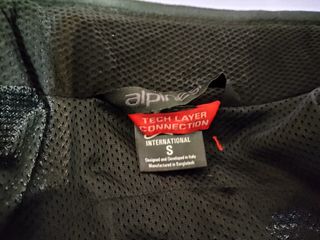 alpine
TECH LAYER
CONNECTION
INTERNATIONAL
S
Designed and Developed in Italy
Manufactured in Bangladesh